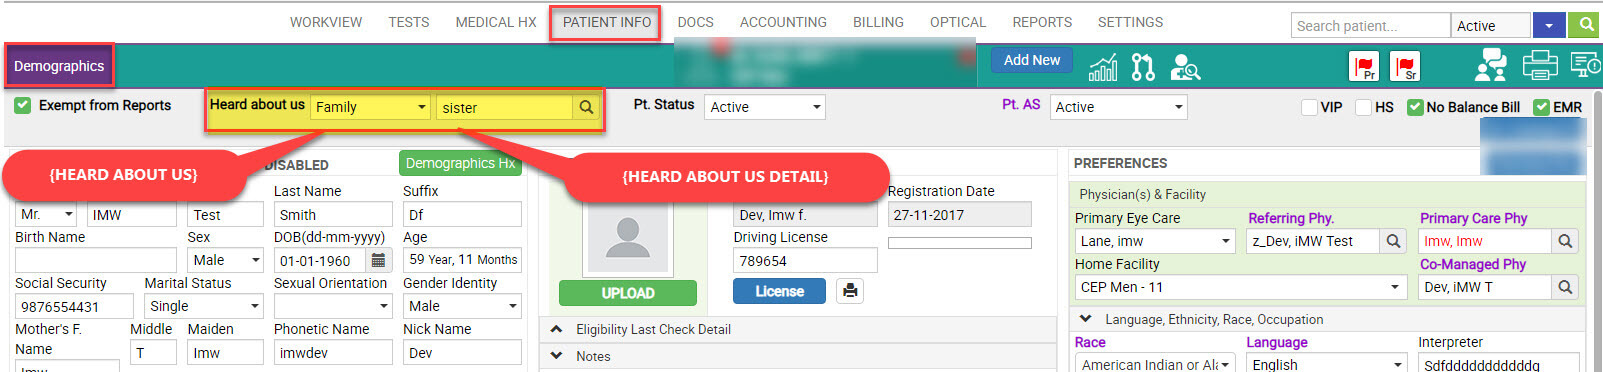 WORKVIEW TESTS MEDICAL HX PATIENT INFO DOCS ACCOUNTING BILLING OPTICAL REPORTS SETTINGS Search patient... Active
Demographics Add New Pr Sr
Exempt from Reports Heard about us Family sister Pt. Status Active Pt. AS Active VIP HS No Balance Bill EMR
{HEARD ABOUT US} {HEARD ABOUT US DETAIL}
DISABLED Demographics Hx PREFERENCES
Last Name Suffix Registration Date Physician(s) & Facility
Mr. IMW Test Smith Df Dev, Imw f. 27-11-2017
Primary Eye Care Referring Phy. Primary Care Phy
Birth Name Sex DOB(dd-mm-yyyy) Age Driving License
Lane, imw z_Dev, iMW Test Imw, Imw
Male 01-01-1960 59 Year, 11 Months 789654
Home Facility Co-Managed Phy
Social Security Marital Status Sexual Orientation Gender Identity
UPLOAD License CEP Men - 11 Dev, iMW T
9876554431 Single Male
Language, Ethnicity, Race, Occupation
Mother's F. Name Middle Maiden Phonetic Name Nick Name Eligibility Last Check Detail
Race Language Interpreter
T Imw imwdev Dev Notes
American Indian or Al English Sdfddddddddddg
Imw